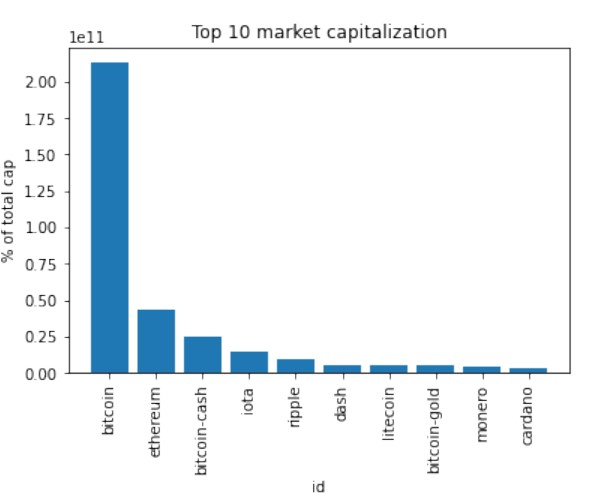 Top 10 market capitalization
1e11
% of total cap
2.00
1.75
1.50
1.25
1.00
0.75
0.50
0.25
0.00
bitcoin
ethereum
bitcoin-cash
iota
ripple
dash
litecoin
bitcoin-gold
monero
cardano
id